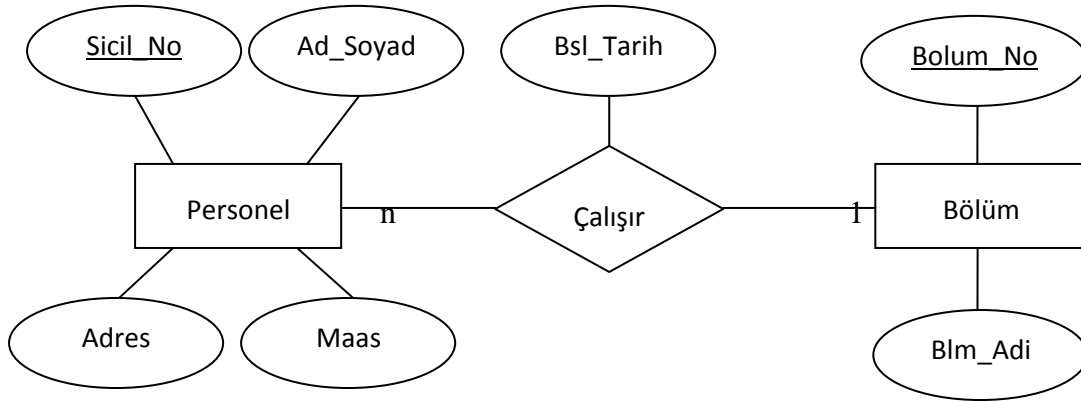 Sicil_No
Ad_Soyad
Bsl_Tarih
Bolum_No
Personel
n
Çalışır
1
Bölüm
Adres
Maas
Blm_Adi